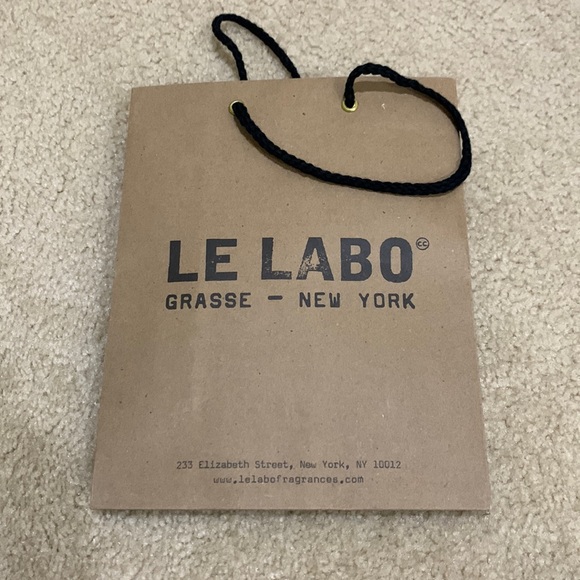 LE LABO
GRASSE — NEW YORK
233 Elizabeth Street, New York, NY 10012
www.lelabofragrances.com